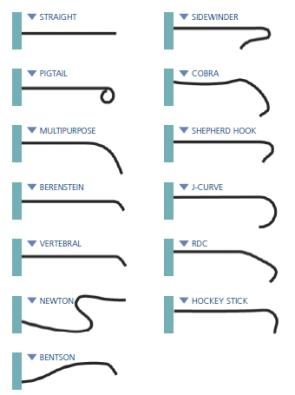 STRAIGHT
PIGTAIL
MULTIPURPOSE
BERENSTEIN
VERTEBRAL
NEWTON
BENTSON
SIDEWINDER
COBRA
SHEPHERD HOOK
J-CURVE
RDC
HOCKEY STICK